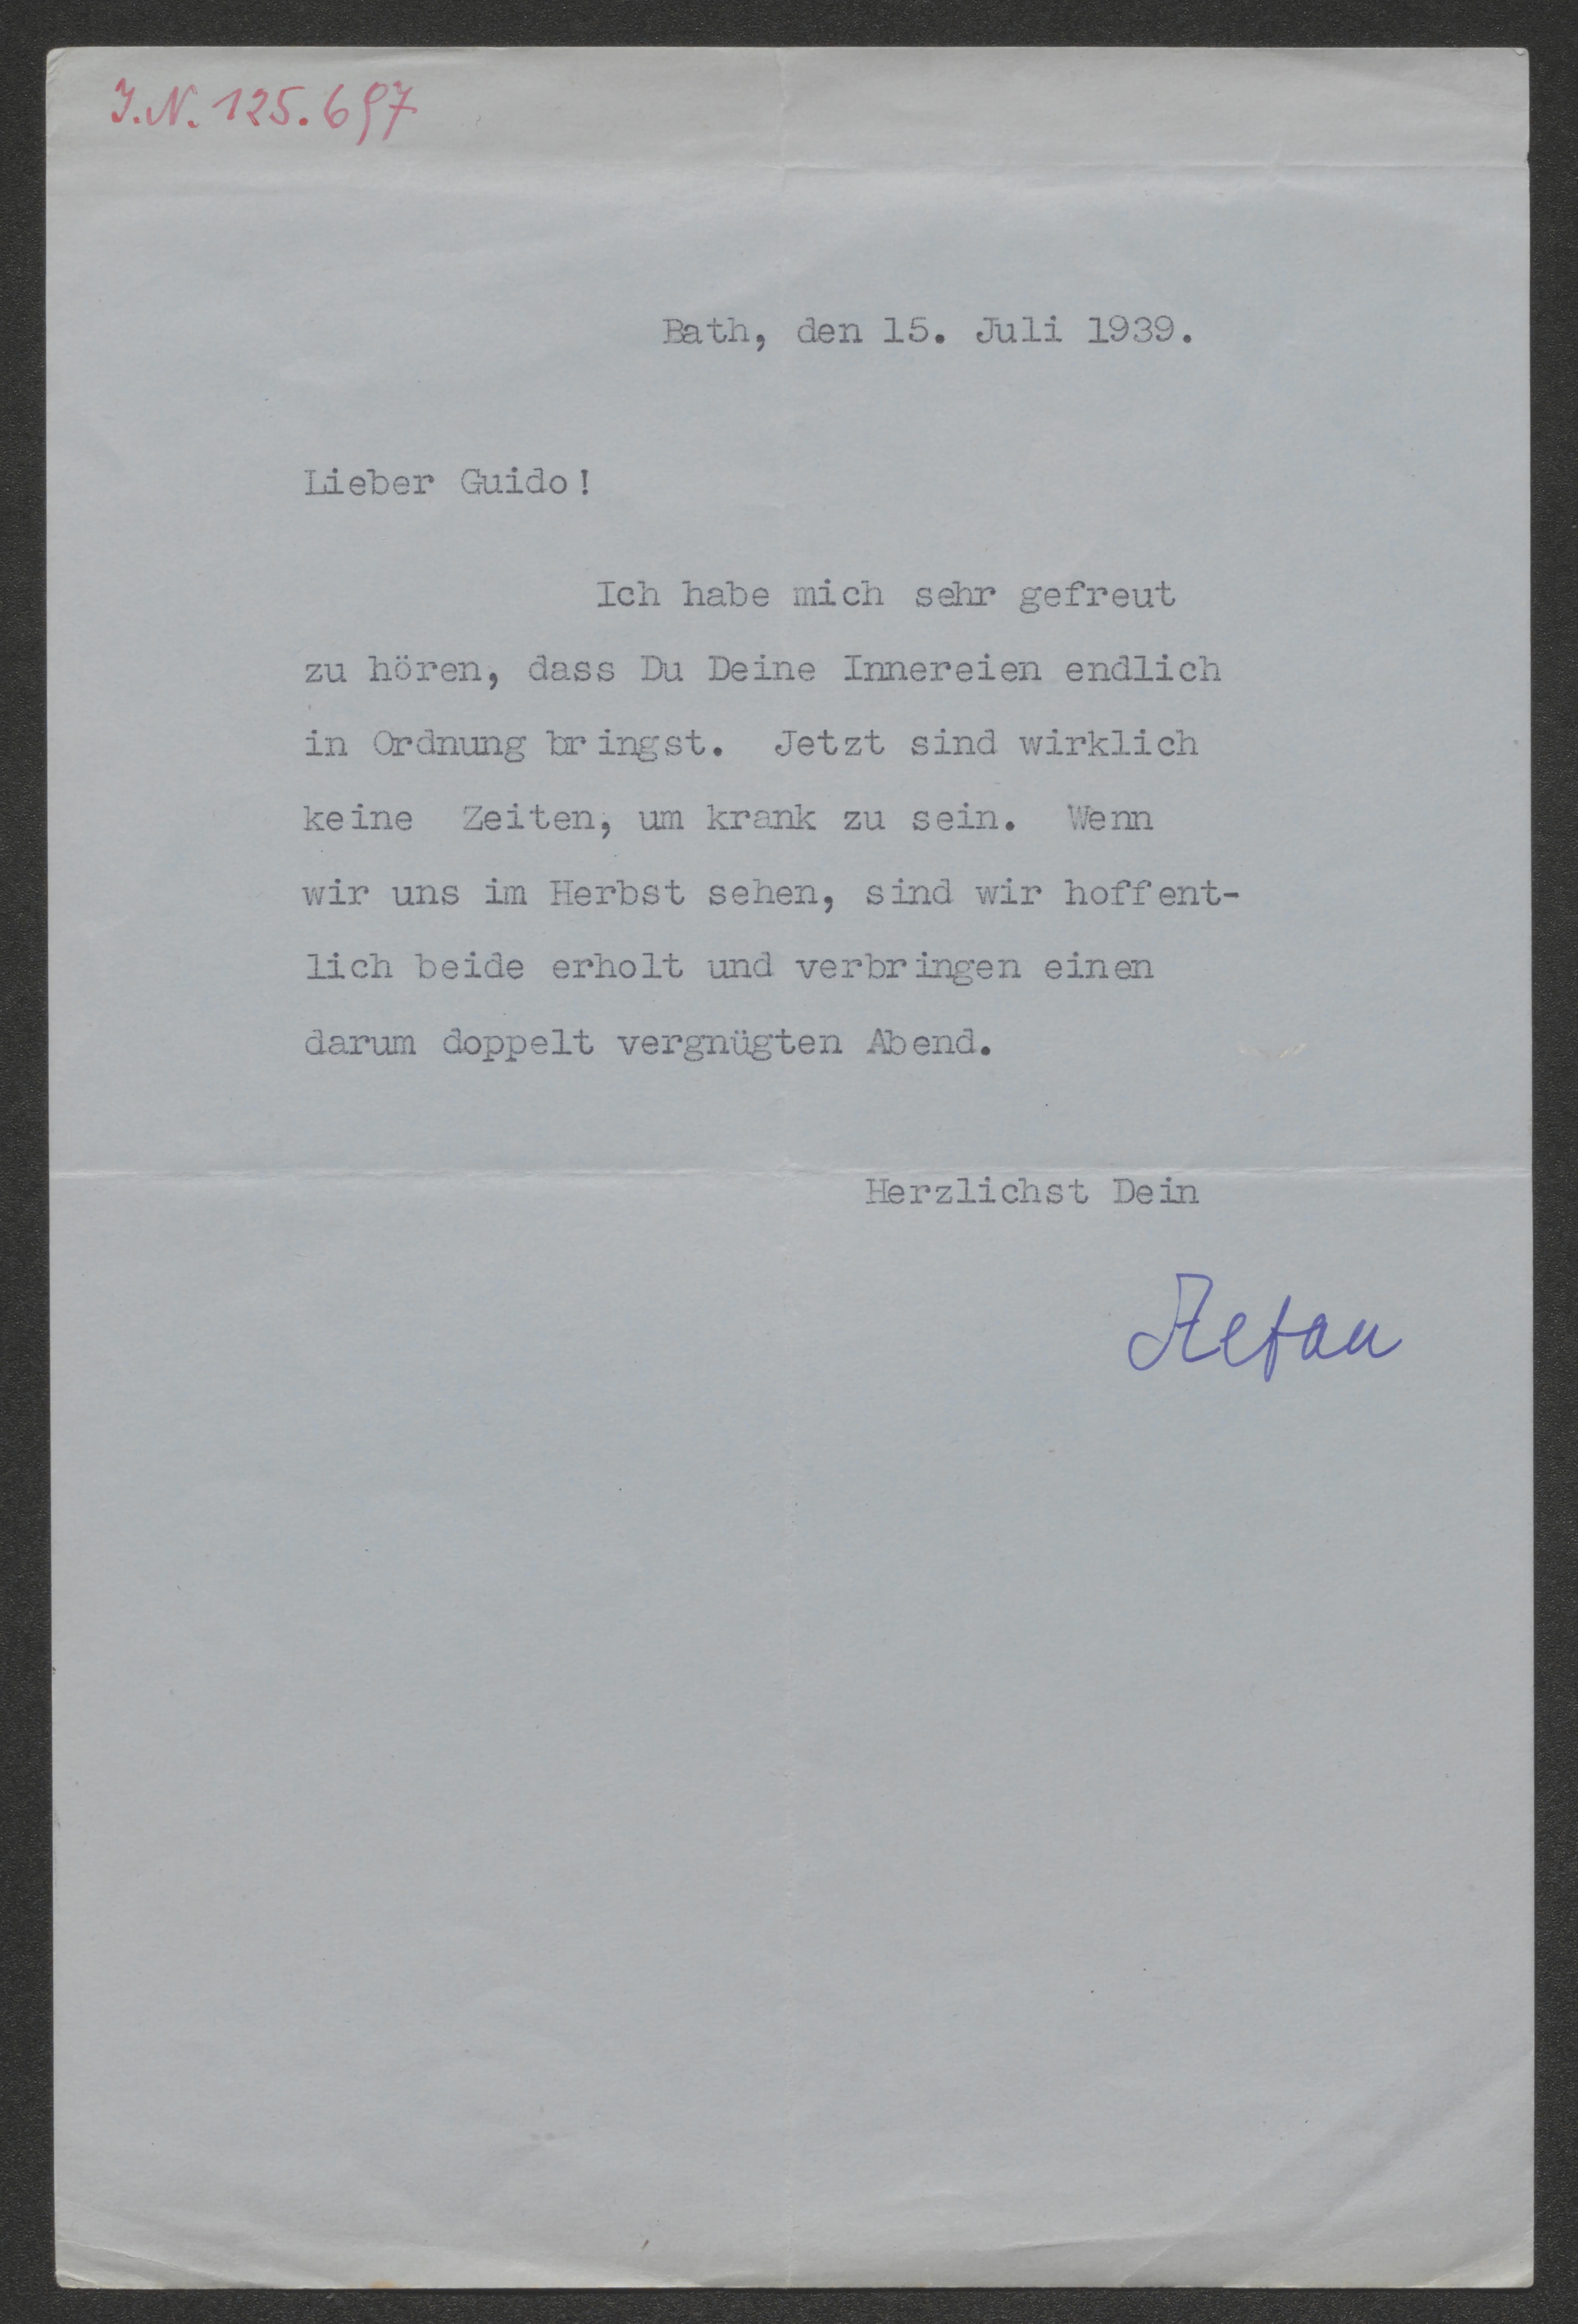 J.N. 125.697
Bath, den 15. Juli 1939.
Lieber Guido!
Ich habe mich sehr gefreut
zu hören, dass Du Deine Innereien endlich
in Ordnung bringst. Jetzt sind wirklich
keine Zeiten, um krank zu sein. Wenn
wir uns im Herbst sehen, sind wir hoffent-
lich beide erholt und verbringen einen
darum doppelt vergnügten Abend.
Herzlichst Dein
Stefan